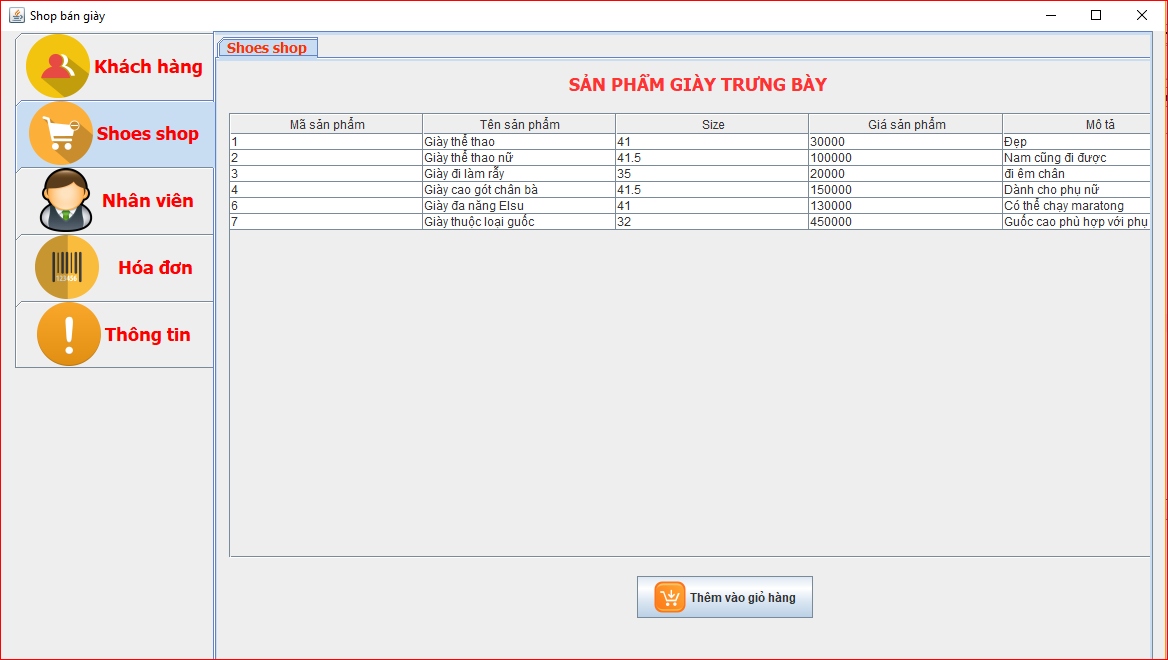 Shop bán giày
Khách hàng
Shoes shop
Nhân viên
123456
Hóa đơn
Thông tin
Shoes shop
SẢN PHẨM GIÀY TRƯNG BÀY
Mã sản phẩm Tên sản phẩm Size Giá sản phẩm Mô tả
1 Giày thể thao 41 30000 Đẹp
2 Giày thể thao nữ 41.5 100000 Nam cũng đi được
3 Giày đi làm rẫy 35 20000 đi êm chân
4 Giày cao gót chân bà 41.5 150000 Dành cho phụ nữ
6 Giày đa năng Elsu 41 130000 Có thể chạy maratong
7 Giày thuộc loại guốc 32 450000 Guốc cao phù hợp với phụ
Thêm vào giỏ hàng